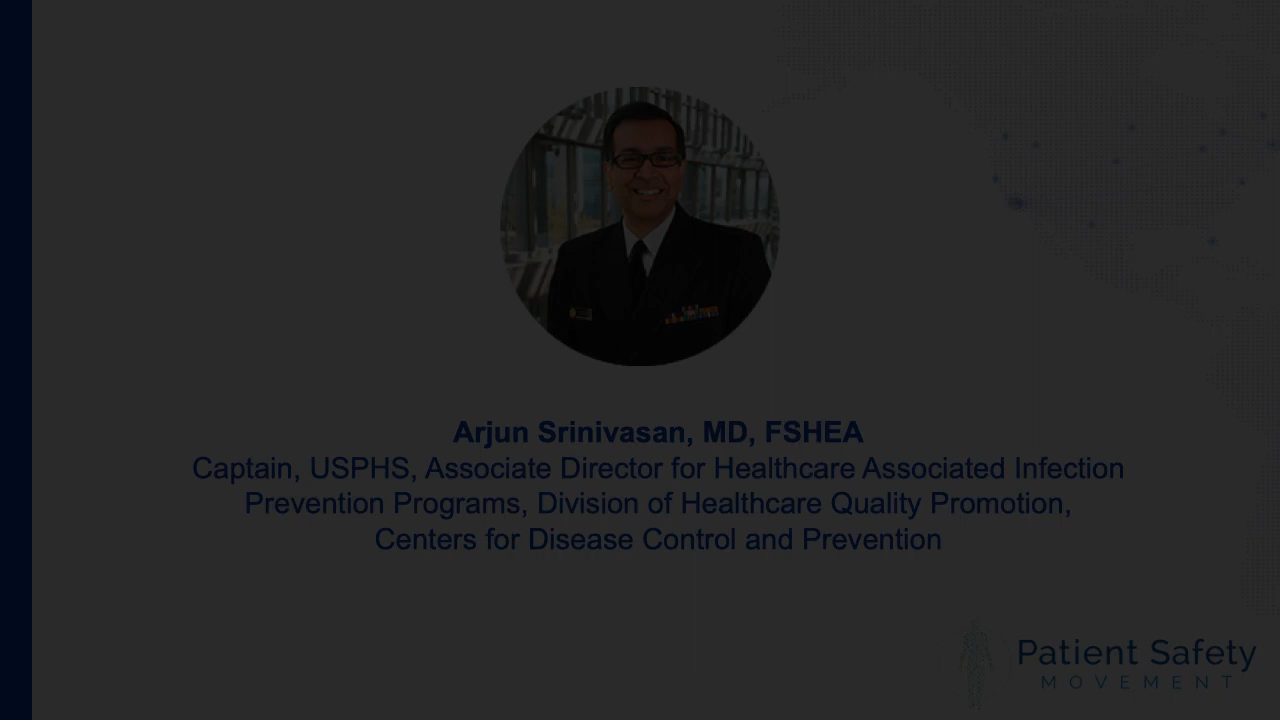 Arjun Srinivasan, MD, FSHEA
Captain, USPHS, Associate Director for Healthcare Associated Infection
Prevention Programs, Division of Healthcare Quality Promotion,
Centers for Disease Control and Prevention
Patient Safety
MOVEMENT